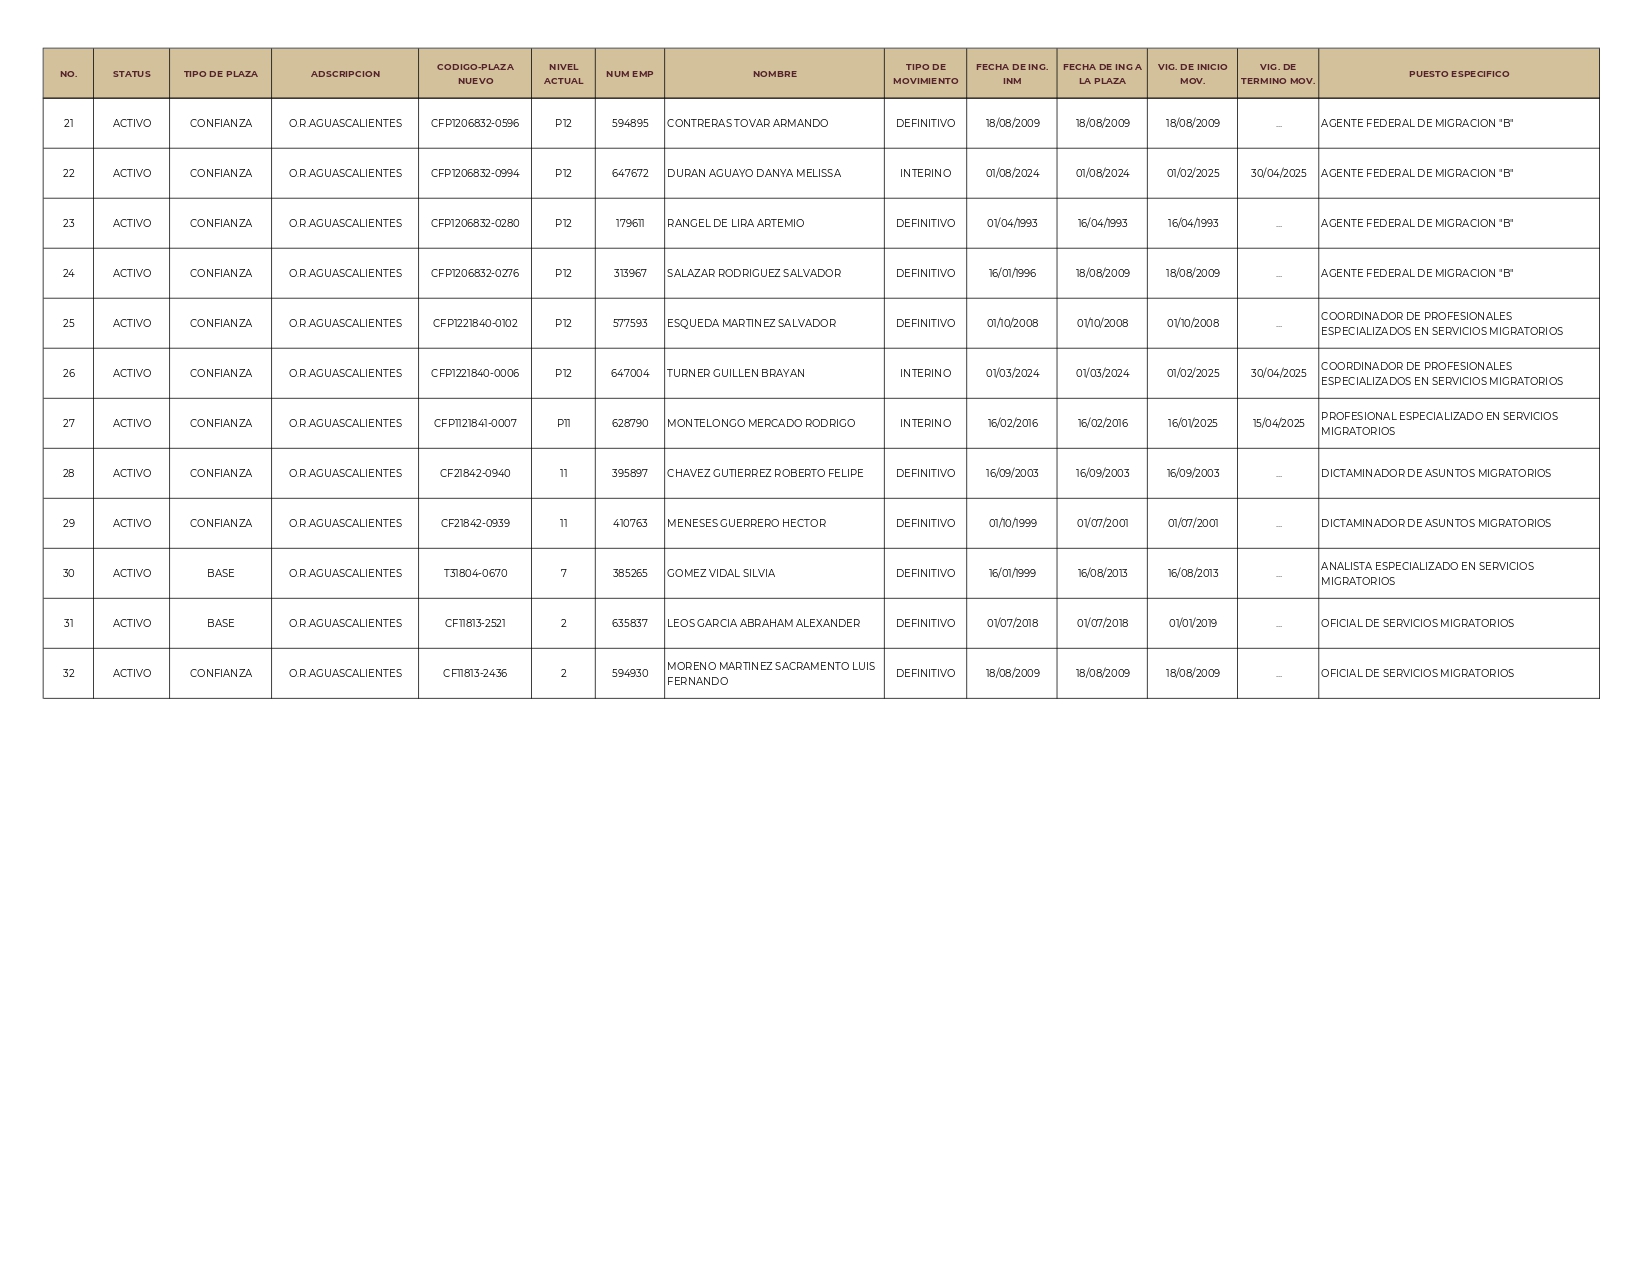 NO. STATUS TIPO DE PLAZA ADSCRIPCION CODIGO-PLAZA NUEVO NIVEL ACTUAL NUM EMP NOMBRE TIPO DE MOVIMIENTO FECHA DE ING. INM FECHA DE ING A LA PLAZA VIG. DE INICIO MOV. VIG. DE TERMINO MOV. PUESTO ESPECIFICO
21 ACTIVO CONFIANZA O.R.AGUASCALIENTES CFP1206832-0596 P12 594895 CONTRERAS TOVAR ARMANDO DEFINITIVO 18/08/2009 18/08/2009 18/08/2009 ... AGENTE FEDERAL DE MIGRACION "B"
22 ACTIVO CONFIANZA O.R.AGUASCALIENTES CFP1206832-0994 P12 647672 DURAN AGUAYO DANYA MELISSA INTERINO 01/08/2024 01/08/2024 01/02/2025 30/04/2025 AGENTE FEDERAL DE MIGRACION "B"
23 ACTIVO CONFIANZA O.R.AGUASCALIENTES CFP1206832-0280 P12 179611 RANGEL DE LIRA ARTEMIO DEFINITIVO 01/04/1993 16/04/1993 16/04/1993 ... AGENTE FEDERAL DE MIGRACION "B"
24 ACTIVO CONFIANZA O.R.AGUASCALIENTES CFP1206832-0276 P12 313967 SALAZAR RODRIGUEZ SALVADOR DEFINITIVO 16/01/1996 18/08/2009 18/08/2009 ... AGENTE FEDERAL DE MIGRACION "B"
25 ACTIVO CONFIANZA O.R.AGUASCALIENTES CFP1221840-0102 P12 577593 ESQUEDA MARTINEZ SALVADOR DEFINITIVO 01/10/2008 01/10/2008 01/10/2008 ... COORDINADOR DE PROFESIONALES ESPECIALIZADOS EN SERVICIOS MIGRATORIOS
26 ACTIVO CONFIANZA O.R.AGUASCALIENTES CFP1221840-0006 P12 647004 TURNER GUILLEN BRAYAN INTERINO 01/03/2024 01/03/2024 01/02/2025 30/04/2025 COORDINADOR DE PROFESIONALES ESPECIALIZADOS EN SERVICIOS MIGRATORIOS
27 ACTIVO CONFIANZA O.R.AGUASCALIENTES CFP1121841-0007 P11 628790 MONTELONGO MERCADO RODRIGO INTERINO 16/02/2016 16/02/2016 16/01/2025 15/04/2025 PROFESIONAL ESPECIALIZADO EN SERVICIOS MIGRATORIOS
28 ACTIVO CONFIANZA O.R.AGUASCALIENTES CF21842-0940 11 395897 CHAVEZ GUTIERREZ ROBERTO FELIPE DEFINITIVO 16/09/2003 16/09/2003 16/09/2003 ... DICTAMINADOR DE ASUNTOS MIGRATORIOS
29 ACTIVO CONFIANZA O.R.AGUASCALIENTES CF21842-0939 11 410763 MENESES GUERRERO HECTOR DEFINITIVO 01/10/1999 01/07/2001 01/07/2001 ... DICTAMINADOR DE ASUNTOS MIGRATORIOS
30 ACTIVO BASE O.R.AGUASCALIENTES T31804-0670 7 385265 GOMEZ VIDAL SILVIA DEFINITIVO 16/01/1999 16/08/2013 16/08/2013 ... ANALISTA ESPECIALIZADO EN SERVICIOS MIGRATORIOS
31 ACTIVO BASE O.R.AGUASCALIENTES CF11813-2521 2 635837 LEOS GARCIA ABRAHAM ALEXANDER DEFINITIVO 01/07/2018 01/07/2018 01/01/2019 ... OFICIAL DE SERVICIOS MIGRATORIOS
32 ACTIVO CONFIANZA O.R.AGUASCALIENTES CF11813-2436 2 594930 MORENO MARTINEZ SACRAMENTO LUIS FERNANDO DEFINITIVO 18/08/2009 18/08/2009 18/08/2009 ... OFICIAL DE SERVICIOS MIGRATORIOS